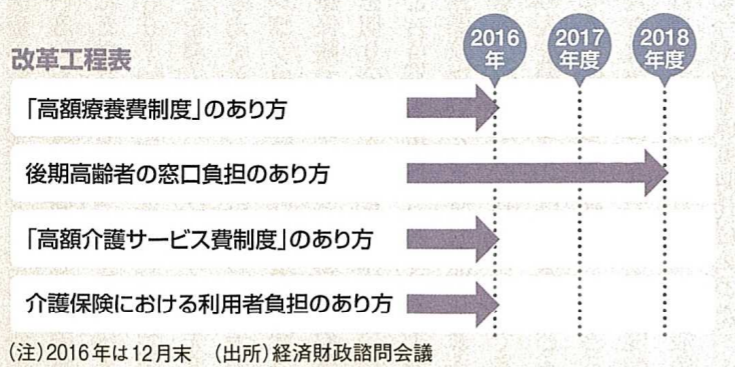 改革工程表
2016
年
2017
年度
2018
年度
「高額療養費制度」のあり方
後期高齢者の窓口負担のあり方
「高額介護サービス費制度」のあり方
介護保険における利用者負担のあり方
(注)2016年は12月末 (出所)経済財政諮問会議